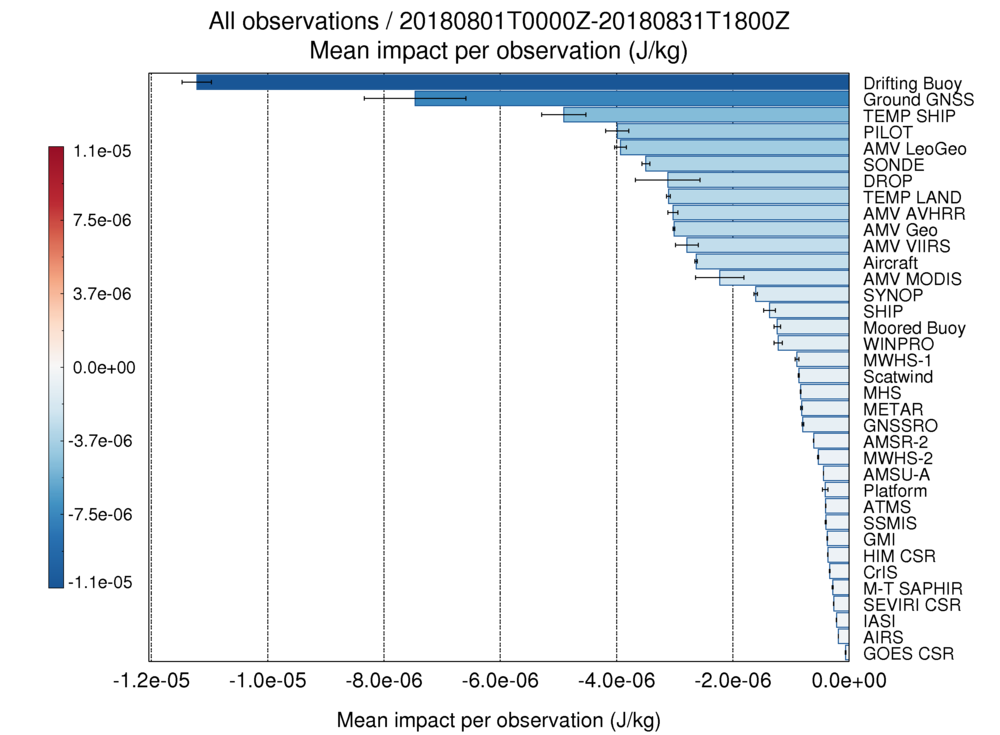 All observations / 20180801T0000Z-20180831T1800Z
Mean impact per observation (J/kg)
1.1e-05
7.5e-06
3.7e-06
0.0e+00
-3.7e-06
-7.5e-06
-1.1e-05
Drifting Buoy
Ground GNSS
TEMP SHIP
PILOT
AMV LeoGeo
SONDE
DROP
TEMP LAND
AMV AVHRR
AMV Geo
AMV VIIRS
Aircraft
AMV MODIS
SYNOP
SHIP
Moored Buoy
WINPRO
MWHS-1
Scatwind
MHS
METAR
GNSSRO
AMSR-2
MWHS-2
AMSU-A
Platform
ATMS
SSMIS
GMI
HIM CSR
CrIS
M-T SAPHIR
SEVIRI CSR
IASI
AIRS
GOES CSR
-1.2e-05 -1.0e-05 -8.0e-06 -6.0e-06 -4.0e-06 -2.0e-06 0.0e+00
Mean impact per observation (J/kg)